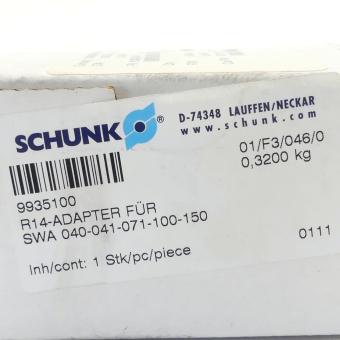 SCHUNK®
D-74348 LAUFFEN/NECKAR
www.schunk.com
01/F3/046/0
0,3200 kg
9935100
R14-ADAPTER FÜR
SWA 040-041-071-100-150
Inh/cont: 1 Stk/pc/piece
0111